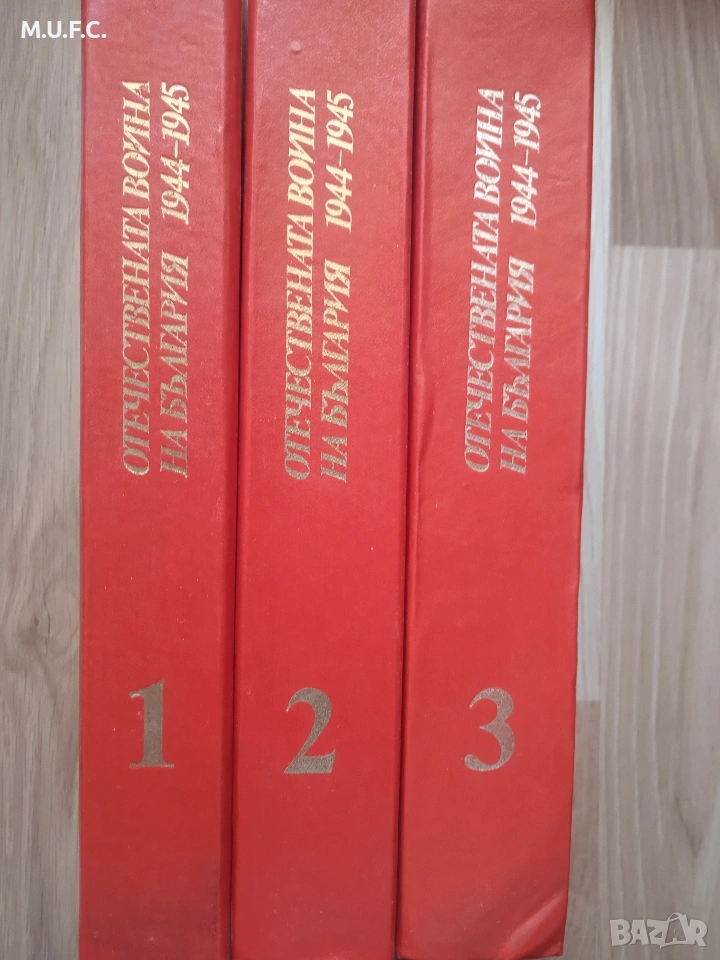 M.U.F.C.
ОТЕЧЕСТВЕНАТА ВОЙНА
НА БЪЛГАРИЯ 1944–1945
1
ОТЕЧЕСТВЕНАТА ВОЙНА
НА БЪЛГАРИЯ 1944–1945
2
ОТЕЧЕСТВЕНАТА ВОЙНА
НА БЪЛГАРИЯ 1944–1945
3
BAZAR